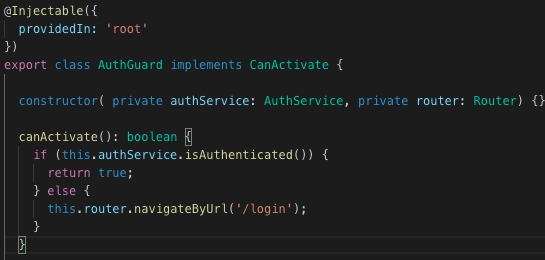 @Injectable({
  providedIn: 'root'
})
export class AuthGuard implements CanActivate {
  constructor( private authService: AuthService, private router: Router) {}
  canActivate(): boolean {
    if (this.authService.isAuthenticated()) {
      return true;
    } else {
      this.router.navigateByUrl('/login');
    }
  }